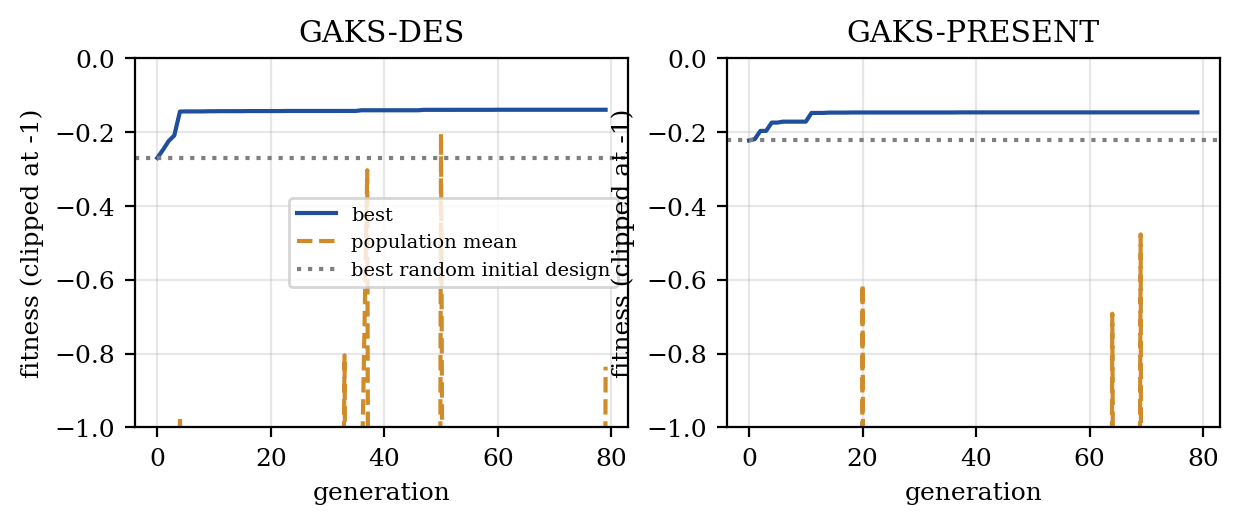 GAKS-DES
0.0
−0.2
−0.4
−0.6
−0.8
−1.0
fitness (clipped at -1)
best
population mean
best random initial design
0 20 40 60 80
generation
GAKS-PRESENT
0.0
−0.2
−0.4
−0.6
−0.8
−1.0
fitness (clipped at -1)
0 20 40 60 80
generation